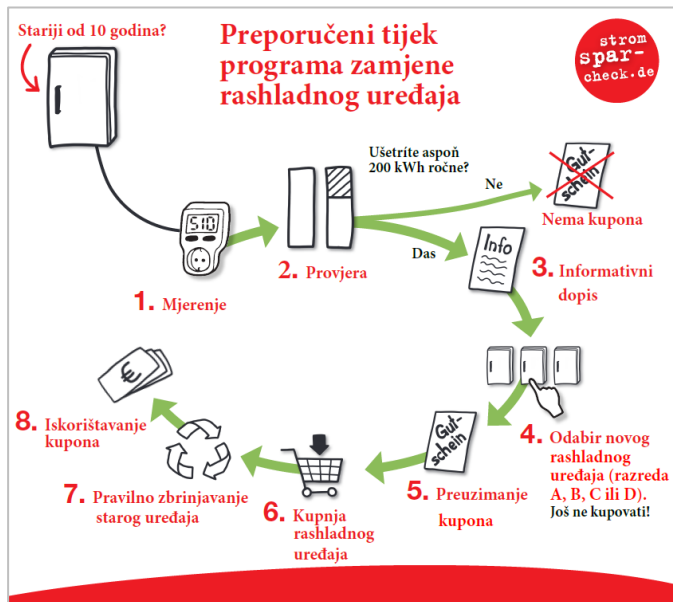 Stariji od 10 godina?
Preporučeni tijek
programa zamjene
rashladnog uređaja
strom
spar-
check.de
510
1. Mjerenje
2. Provjera
Ušetríte aspoň
200 kWh ročne?
Ne
Gut-
schein
Nema kupona
Das
Info
3. Informativni
dopis
4. Odabir novog
rashladnog
uređaja (razreda
A, B, C ili D).
Još ne kupovati!
Gut-
schein
5. Preuzimanje
kupona
6. Kupnja
rashladnog
uređaja
7. Pravilno zbrinjavanje
starog uređaja
€
8. Iskorištavanje
kupona